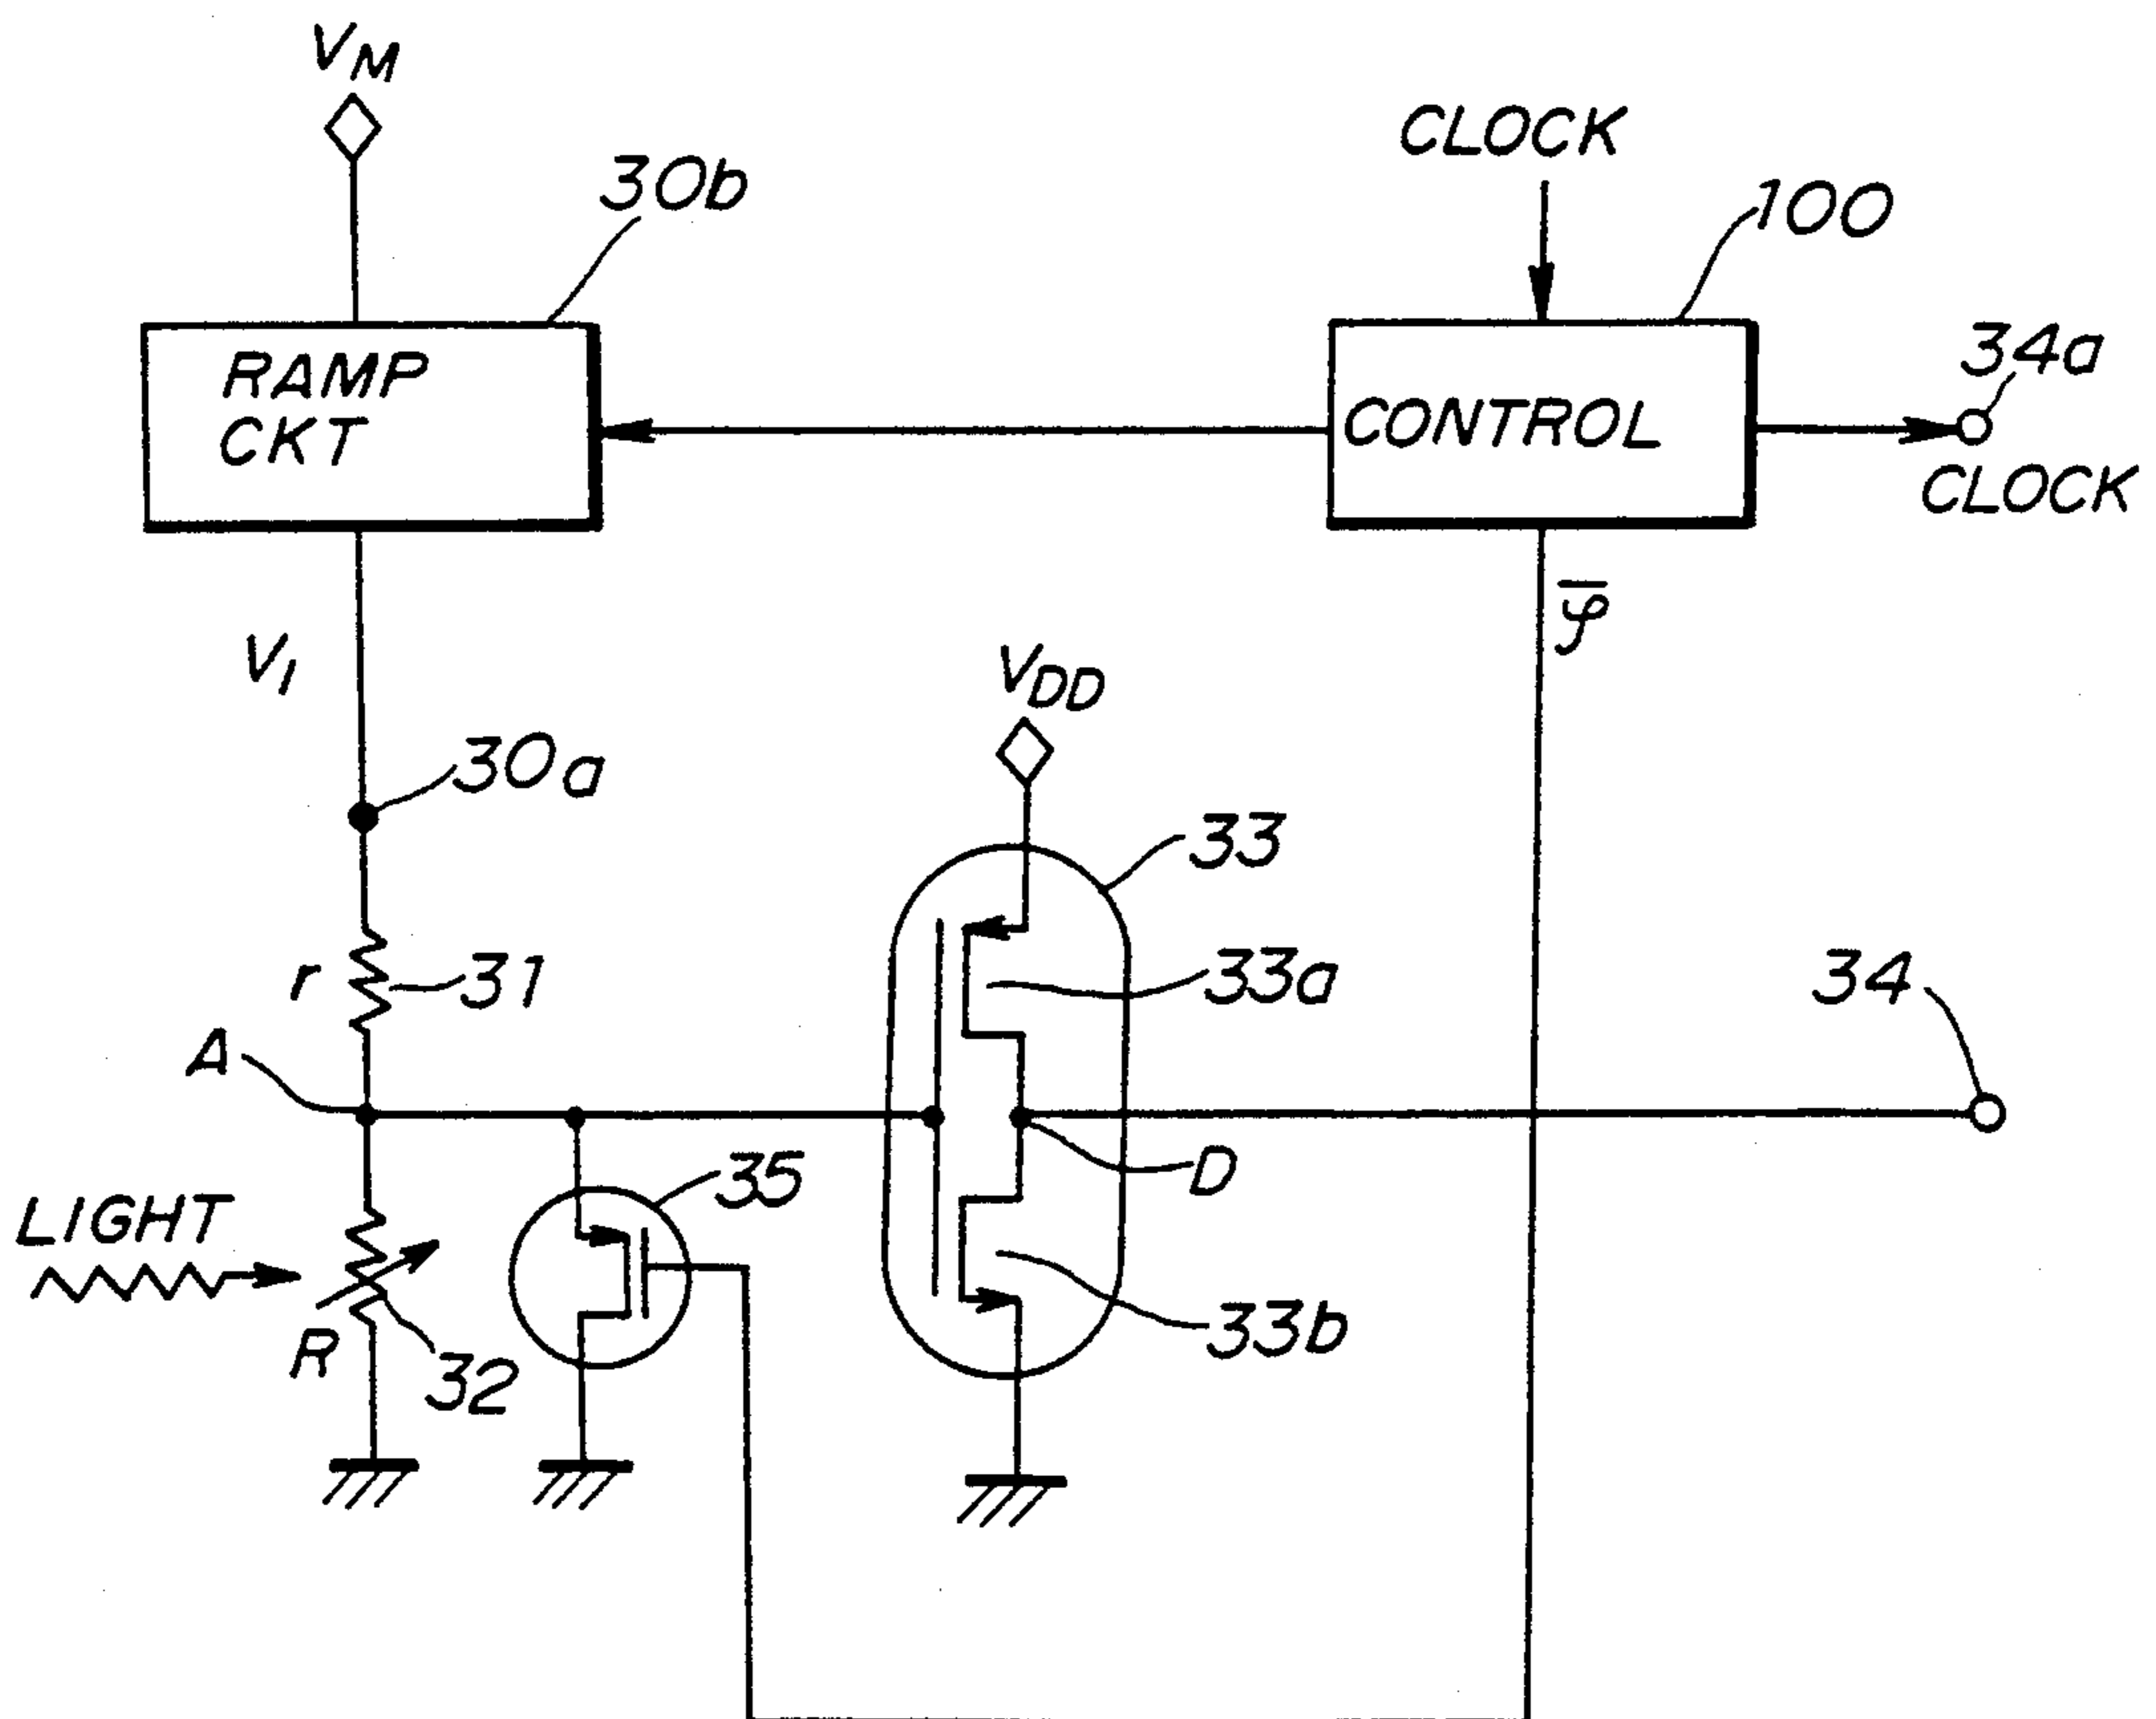 VM
CLOCK
30b
100
RAMP
CKT
CONTROL
34a
CLOCK
φ̅
V1
VDD
30a
33
r
31
33a
34
A
35
D
LIGHT
R
32
33b